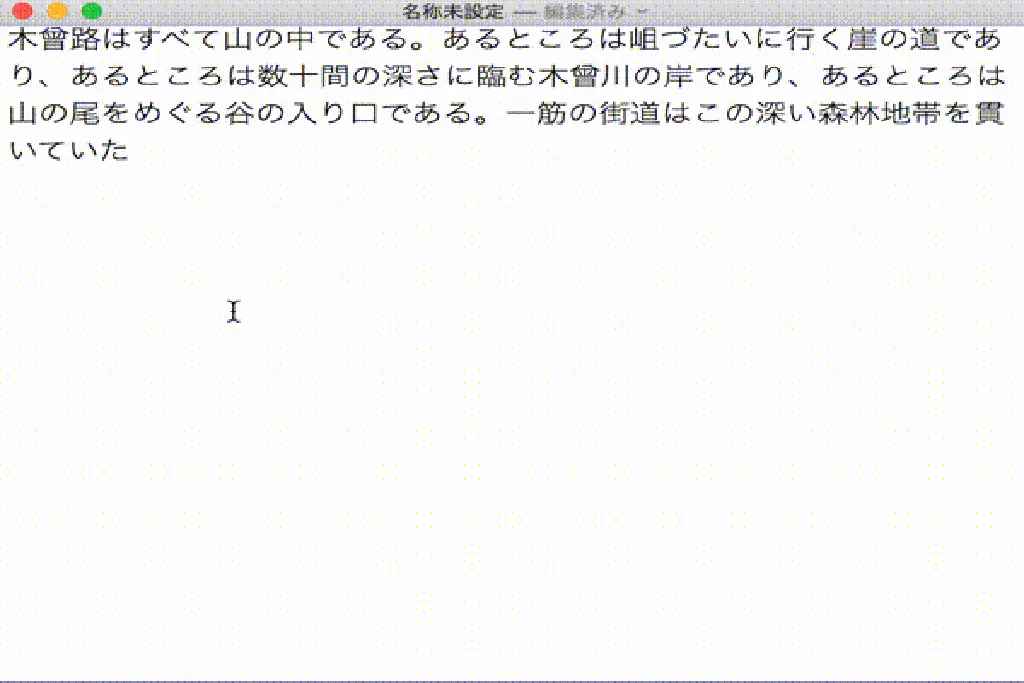 名称未設定 — 編集済み
木曾路はすべて山の中である。あるところは岨づたいに行く崖の道であ
り、あるところは数十間の深さに臨む木曾川の岸であり、あるところは
山の尾をめぐる谷の入り口である。一筋の街道はこの深い森林地帯を貫
いていた